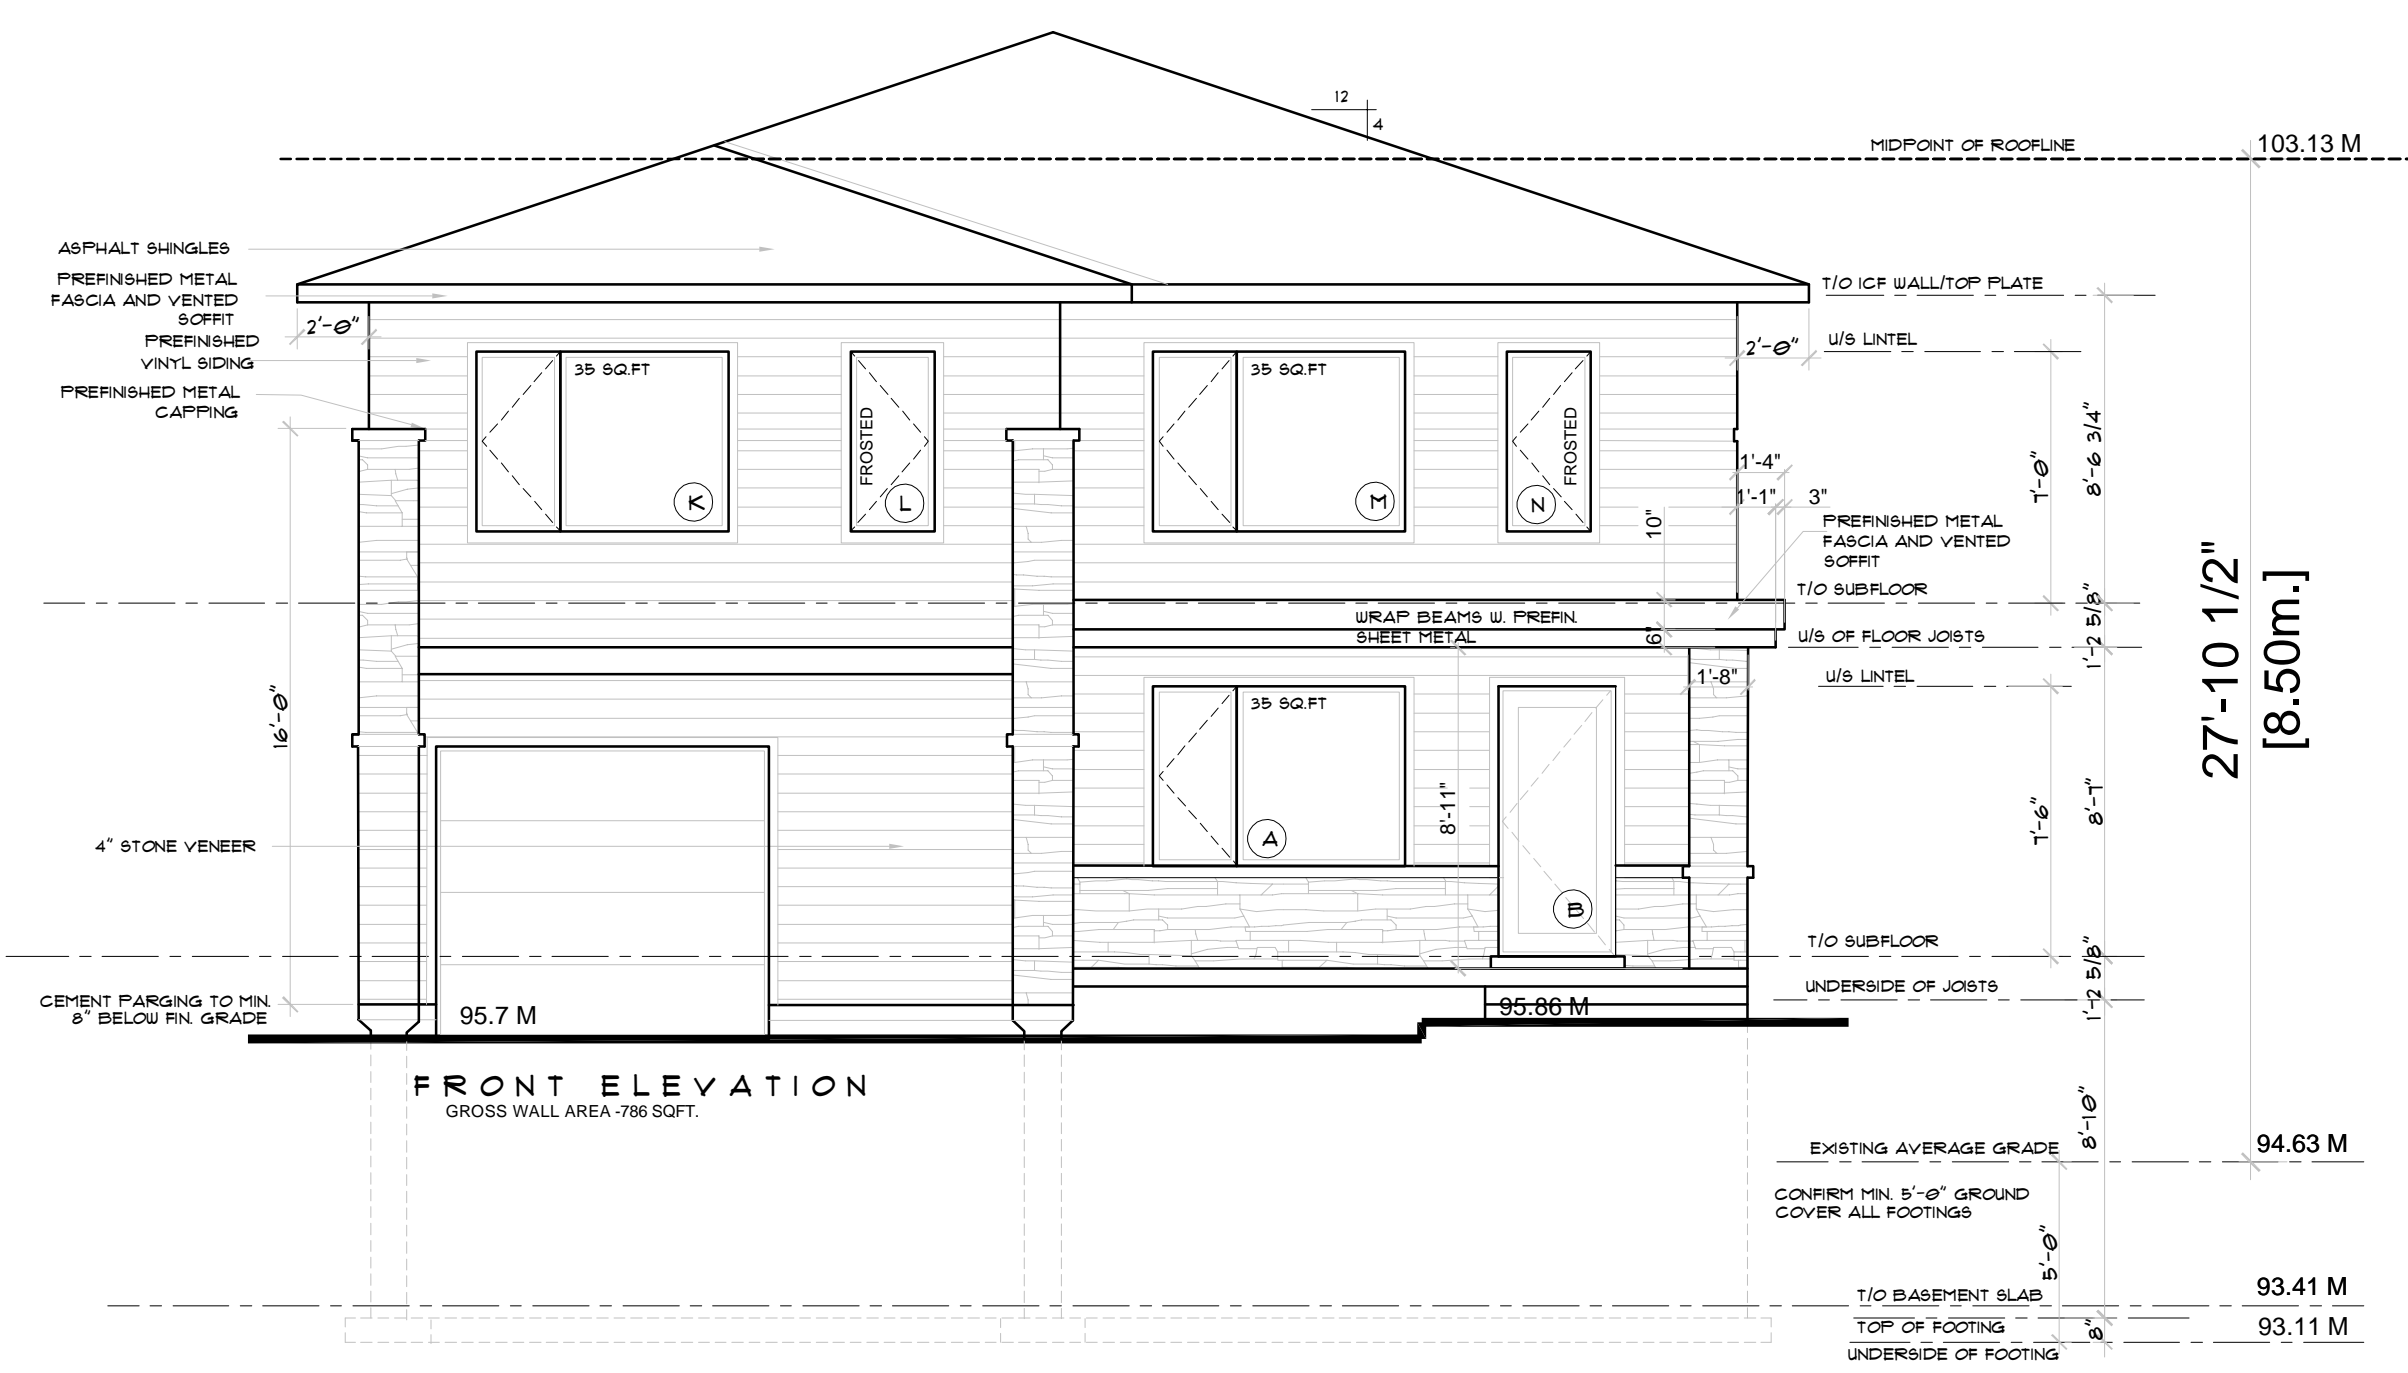 12
4
MIDPOINT OF ROOFLINE
103.13 M
ASPHALT SHINGLES
PREFINISHED METAL
FASCIA AND VENTED
SOFFIT
2'-0"
PREFINISHED
VINYL SIDING
PREFINISHED METAL
CAPPING
T/O ICF WALL/TOP PLATE
2'-0"
U/S LINTEL
35 SQ.FT
K
FROSTED
L
35 SQ.FT
M
FROSTED
N
1'-4"
1'-1"
3"
10"
PREFINISHED METAL
FASCIA AND VENTED
SOFFIT
7'-0"
8'-6 3/4"
T/O SUBFLOOR
WRAP BEAMS W. PREFIN.
SHEET METAL
6"
U/S OF FLOOR JOISTS
1'-2 5/8"
U/S LINTEL
1'-8"
27'-10 1/2"
[8.50m.]
16'-0"
35 SQ.FT
A
8'-11"
B
7'-6"
8'-7"
4" STONE VENEER
T/O SUBFLOOR
UNDERSIDE OF JOISTS
1'-2 5/8"
CEMENT PARGING TO MIN.
8" BELOW FIN. GRADE
95.7 M
95.86 M
FRONT ELEVATION
GROSS WALL AREA -786 SQFT.
8'-10"
EXISTING AVERAGE GRADE
94.63 M
CONFIRM MIN. 5'-0" GROUND
COVER ALL FOOTINGS
5'-0"
T/O BASEMENT SLAB
93.41 M
TOP OF FOOTING
8"
93.11 M
UNDERSIDE OF FOOTING